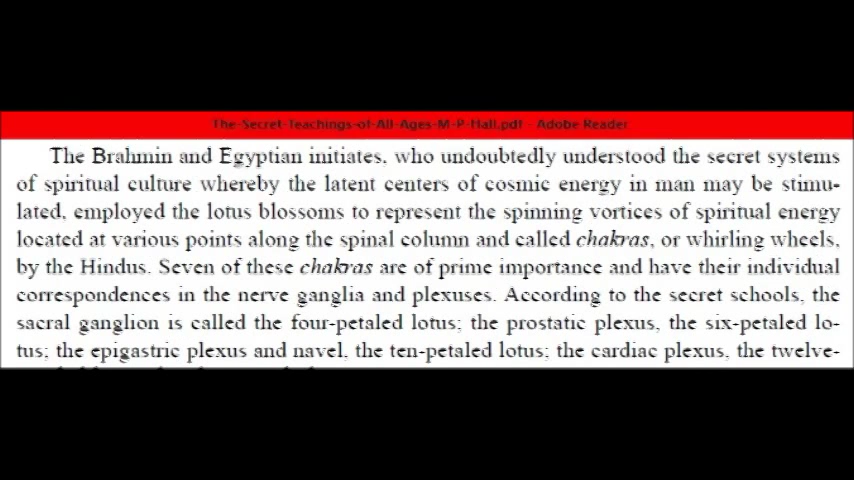 The-Secret-Teachings-of-All-Ages-M-P-Hall.pdf - Adobe Reader
The Brahmin and Egyptian initiates, who undoubtedly understood the secret systems
of spiritual culture whereby the latent centers of cosmic energy in man may be stimu-
lated, employed the lotus blossoms to represent the spinning vortices of spiritual energy
located at various points along the spinal column and called chakras, or whirling wheels,
by the Hindus. Seven of these chakras are of prime importance and have their individual
correspondences in the nerve ganglia and plexuses. According to the secret schools, the
sacral ganglion is called the four-petaled lotus; the prostatic plexus, the six-petaled lo-
tus; the epigastric plexus and navel, the ten-petaled lotus; the cardiac plexus, the twelve-